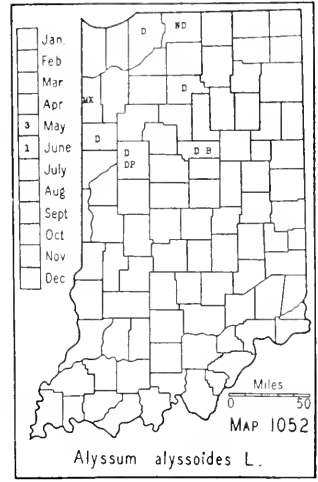 Jan.
Feb
Mar
Apr
3 May
1 June
July
Aug
Sept
Oct
Nov
Dec
D ND
D
MK
D
D D B
DP
Miles
0 50
MAP 1052
Alyssum alyssoides L.